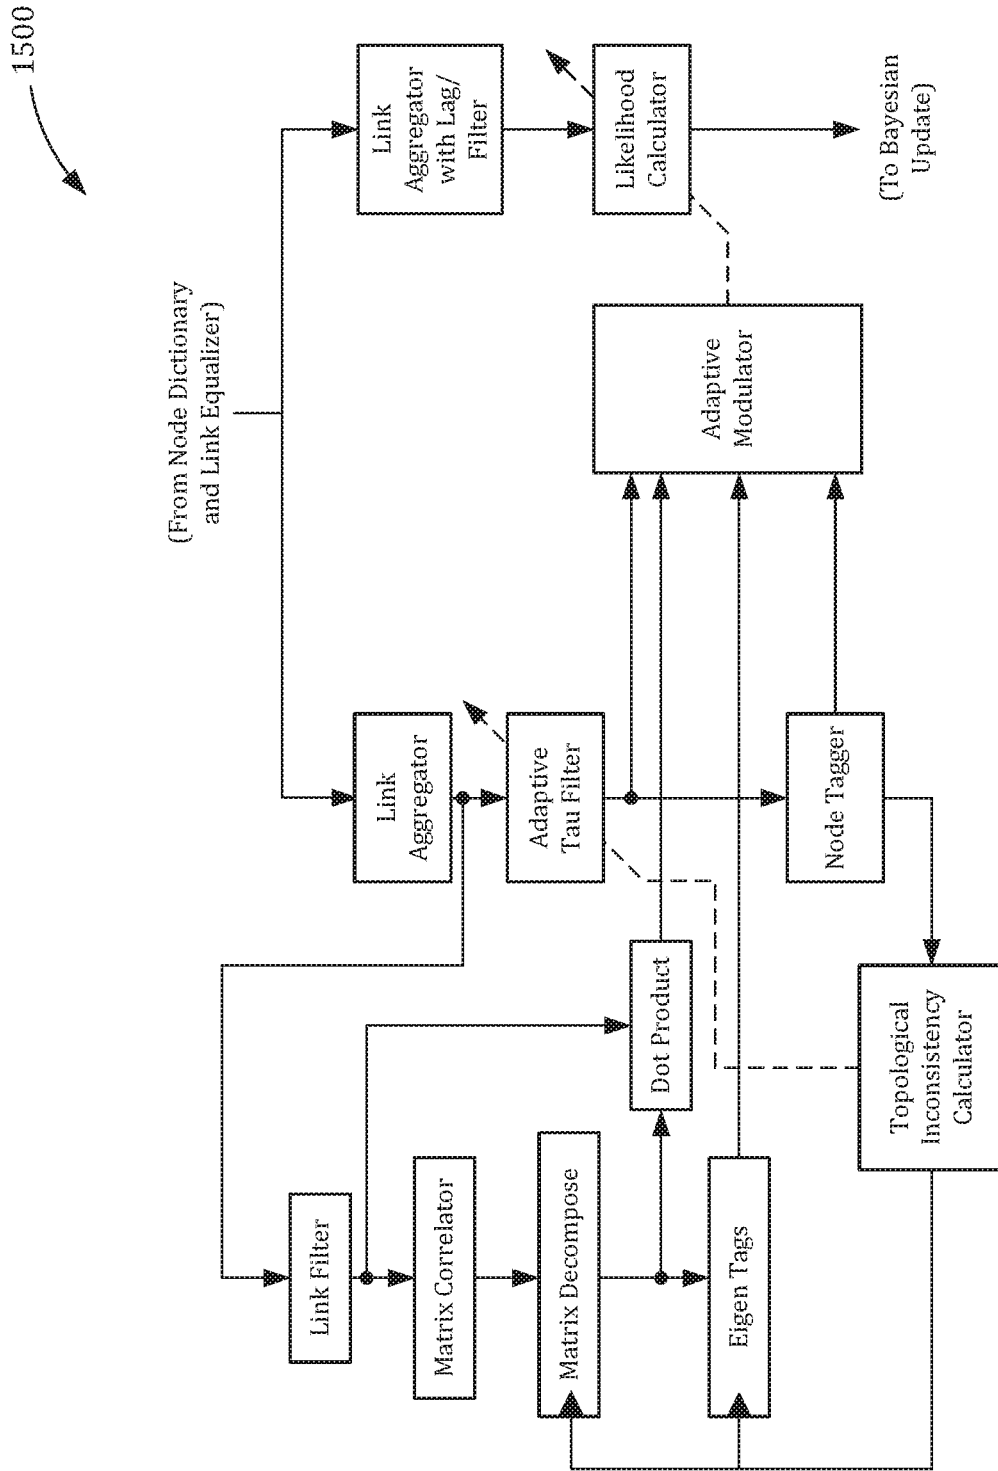 1500
(From Node Dictionary
and Link Equalizer)
Link
Aggregator
with Lag/
Filter
Likelihood
Calculator
(To Bayesian
Update)
Adaptive
Modulator
Link
Aggregator
Adaptive
Tau Filter
Node Tagger
Link Filter
Matrix Correlator
Matrix Decompose
Dot Product
Eigen Tags
Topological
Inconsistency
Calculator